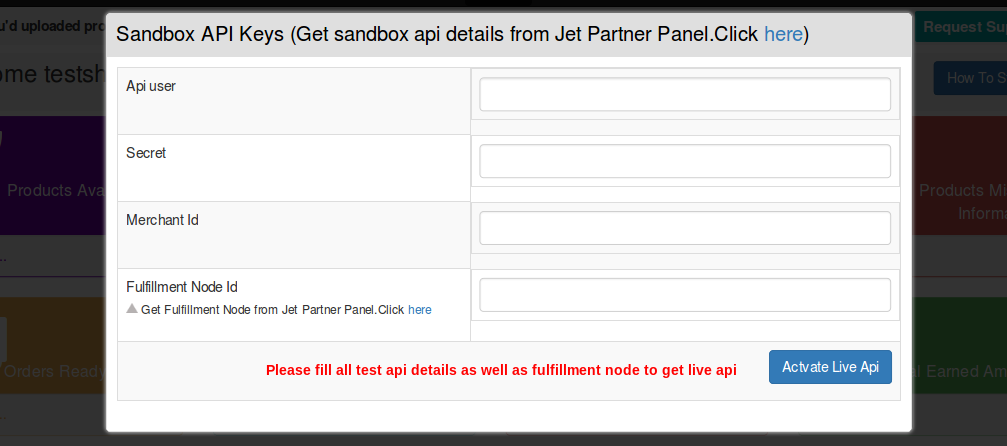 u'd uploaded pro
Request Su
Sandbox API Keys (Get sandbox api details from Jet Partner Panel.Click here)
ome testsh
How To S
Api user
Secret
Products Ava
Products Mi
Informa
Merchant Id
Fulfillment Node Id
Get Fulfillment Node from Jet Partner Panel.Click here
Orders Ready
Please fill all test api details as well as fulfillment node to get live api
Actvate Live Api
l Earned Am